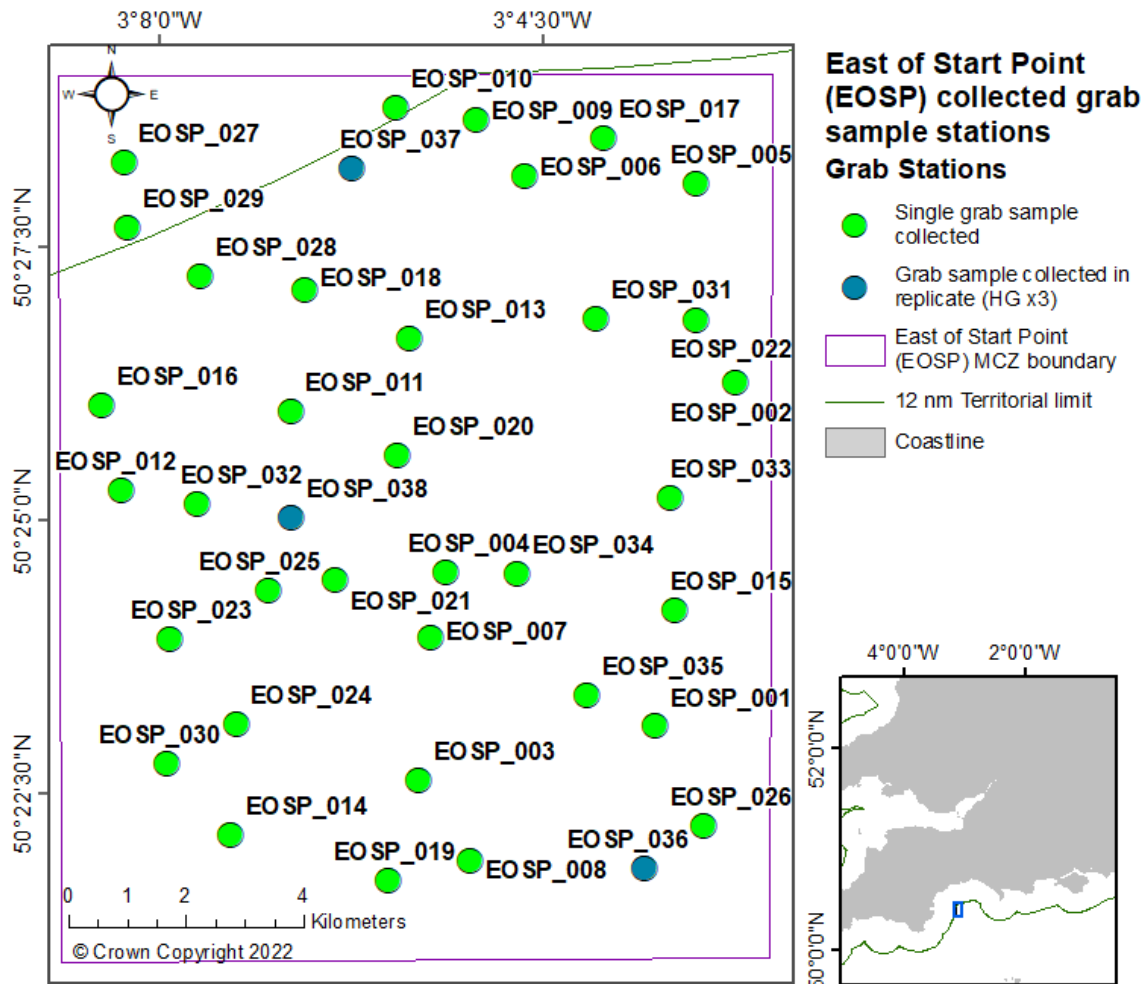 3°8'0"W
3°4'30"W
N
W
E
S
EOSP_010
EOSP_027
EOSP_009
EOSP_017
EOSP_037
EOSP_006
EOSP_005
EOSP_029
50°27'30"N
EOSP_028
EOSP_018
EOSP_013
EOSP_031
EOSP_022
EOSP_016
EOSP_011
EOSP_002
EOSP_020
EOSP_012
EOSP_032
EOSP_038
EOSP_033
50°25'0"N
EOSP_025
EOSP_004
EOSP_034
EOSP_021
EOSP_015
EOSP_023
EOSP_007
EOSP_035
EOSP_024
EOSP_001
EOSP_030
EOSP_003
50°22'30"N
EOSP_014
EOSP_026
EOSP_036
EOSP_019
EOSP_008
0 1 2 4
Kilometers
© Crown Copyright 2022
East of Start Point
(EOSP) collected grab
sample stations
Grab Stations
Single grab sample
collected
Grab sample collected in
replicate (HG x3)
East of Start Point
(EOSP) MCZ boundary
12 nm Territorial limit
Coastline
4°0'0"W
2°0'0"W
52°0'0"N
50°0'0"N